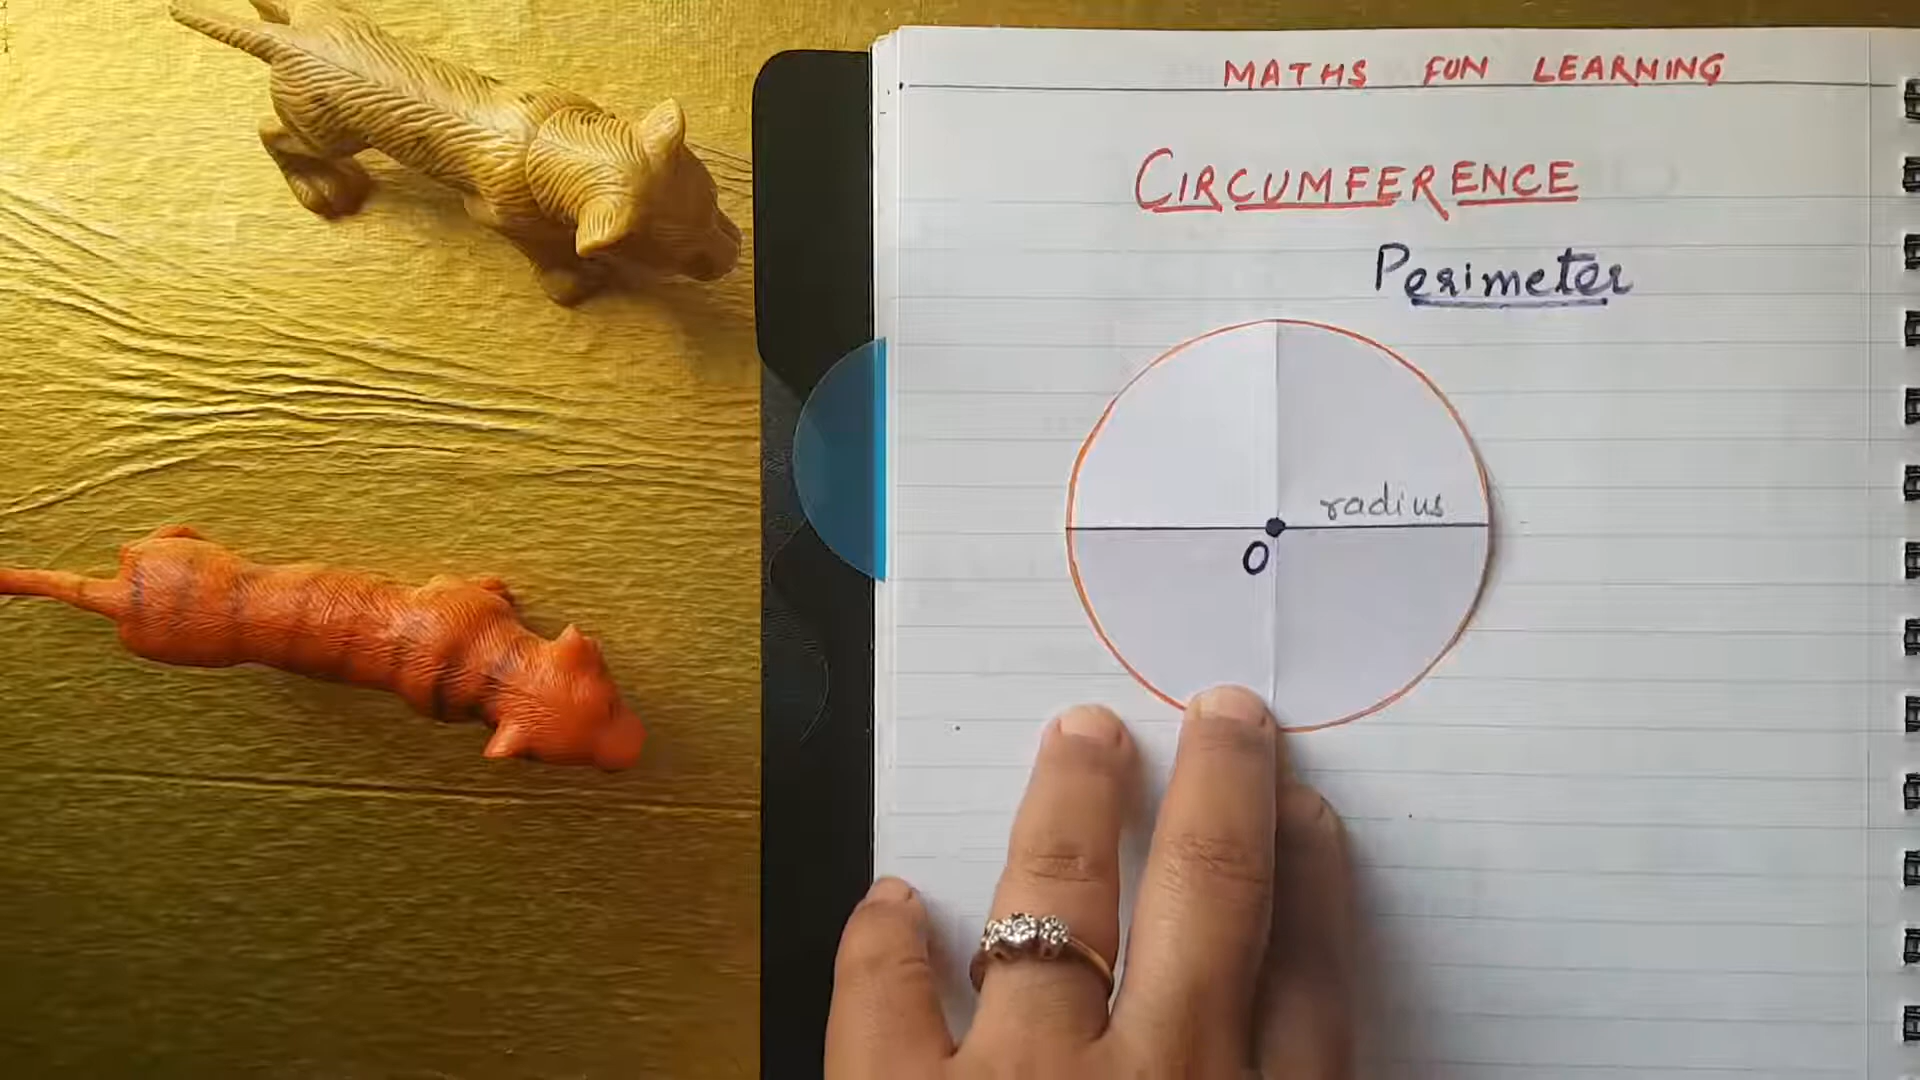 MATHS FUN LEARNING
CIRCUMFERENCE
Perimeter
radius
O